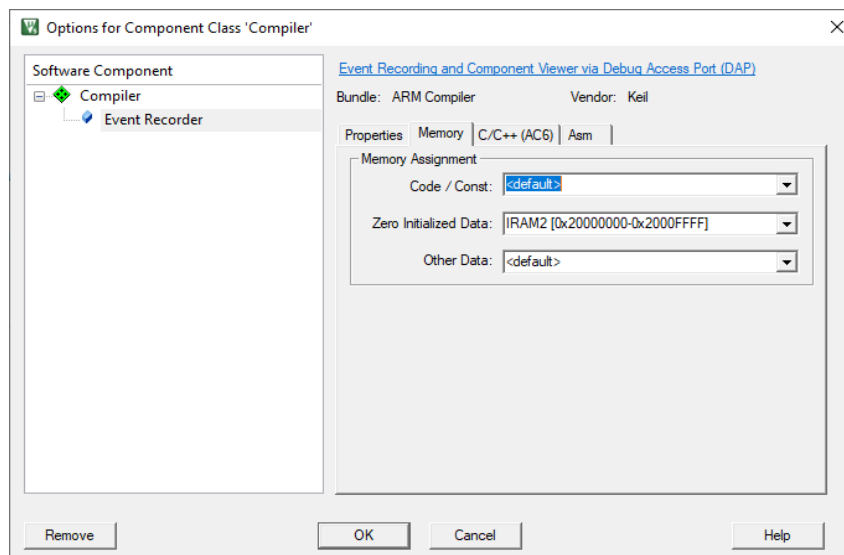 Options for Component Class 'Compiler'
Software Component
Compiler
Event Recorder
Event Recording and Component Viewer via Debug Access Port (DAP)
Bundle: ARM Compiler Vendor: Keil
Properties Memory C/C++ (AC6) Asm
Memory Assignment
Code / Const: <default>
Zero Initialized Data: IRAM2 [0x20000000-0x2000FFFF]
Other Data: <default>
Remove OK Cancel Help